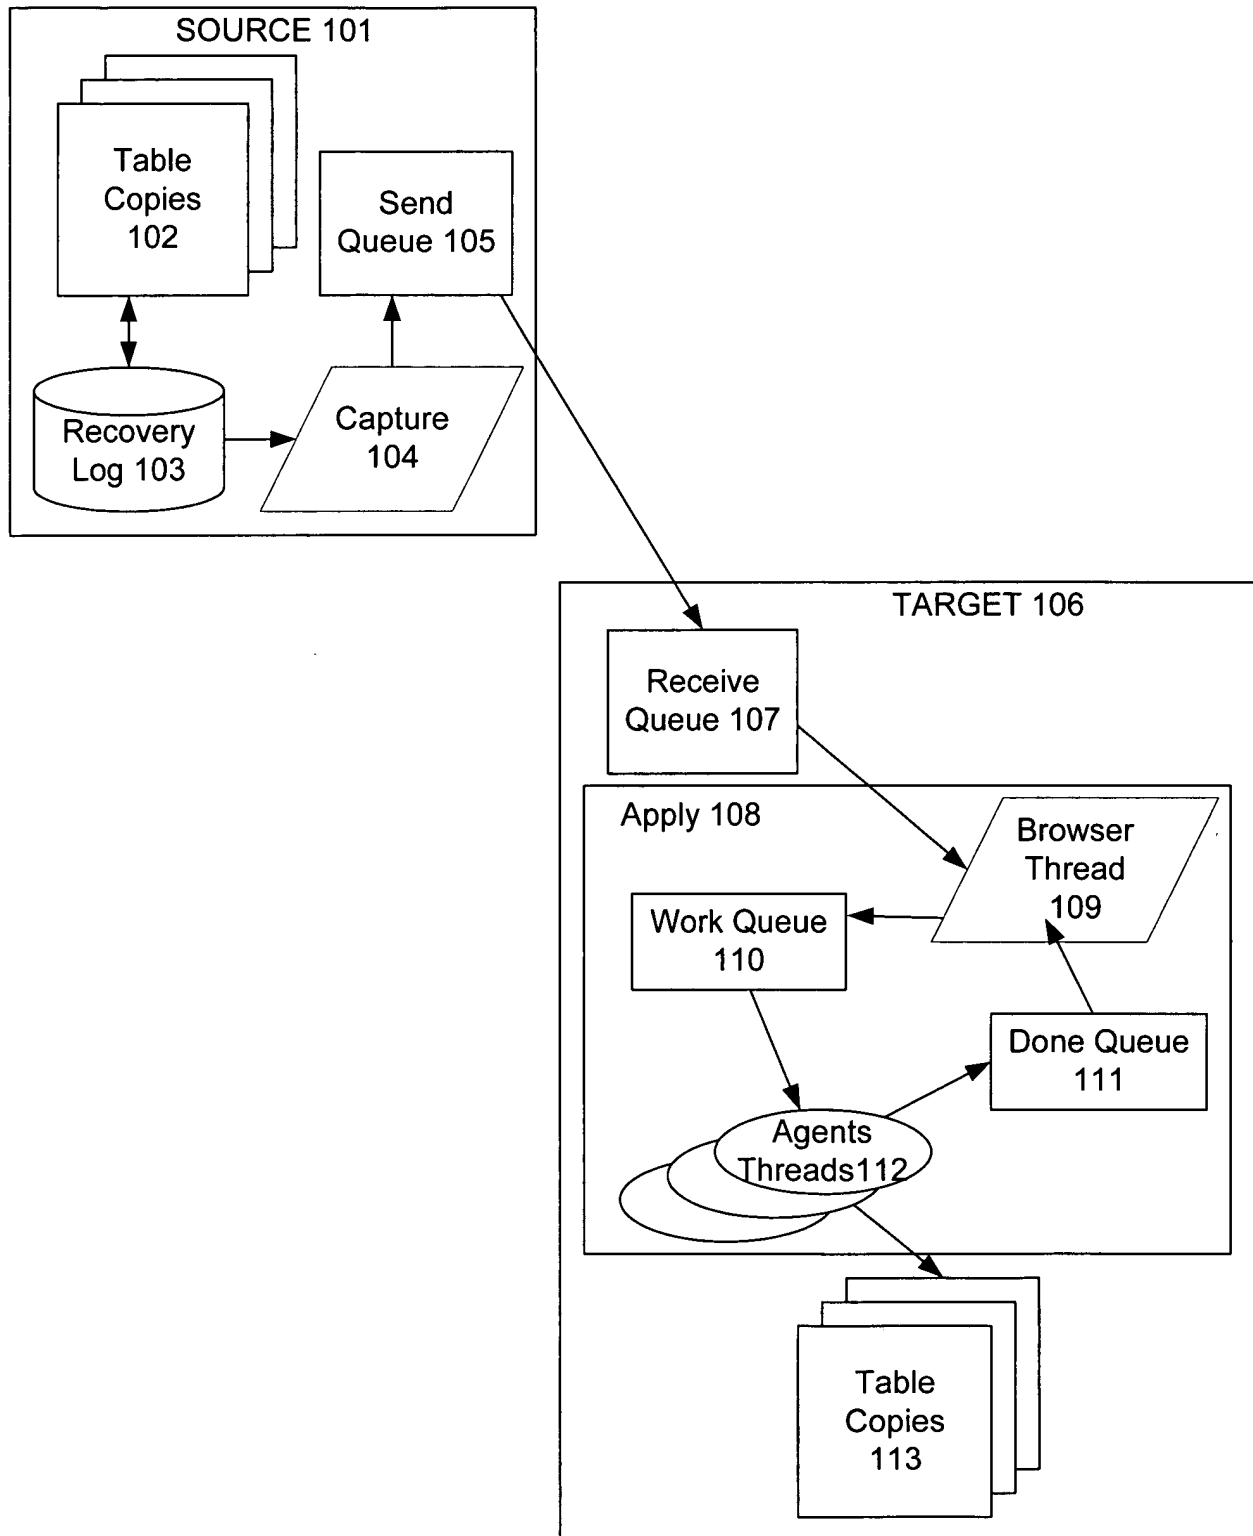 SOURCE 101
Table
Copies
102
Send
Queue 105
Recovery
Log 103
Capture
104
TARGET 106
Receive
Queue 107
Apply 108
Browser
Thread
109
Work Queue
110
Done Queue
111
Agents
Threads112
Table
Copies
113